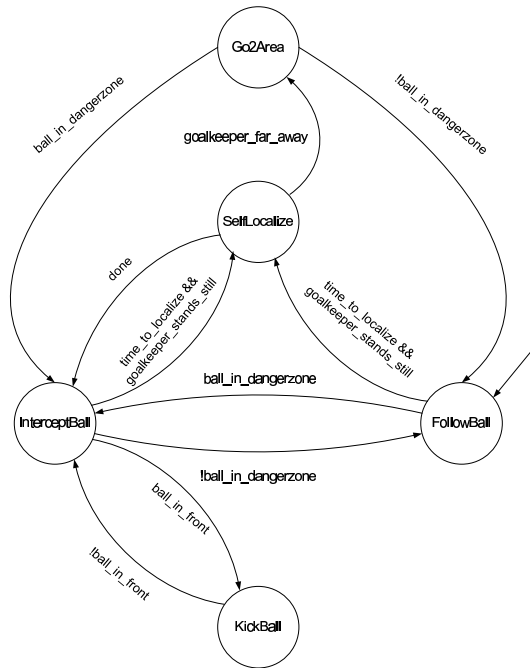 Go2Area
ball_in_dangerzone
!ball_in_dangerzone
goalkeeper_far_away
SelfLocalize
done
time_to_localize &&
goalkeeper_stands_still
time_to_localize &&
goalkeeper_stands_still
ball_in_dangerzone
InterceptBall
FollowBall
!ball_in_dangerzone
ball_in_front
!ball_in_front
KickBall